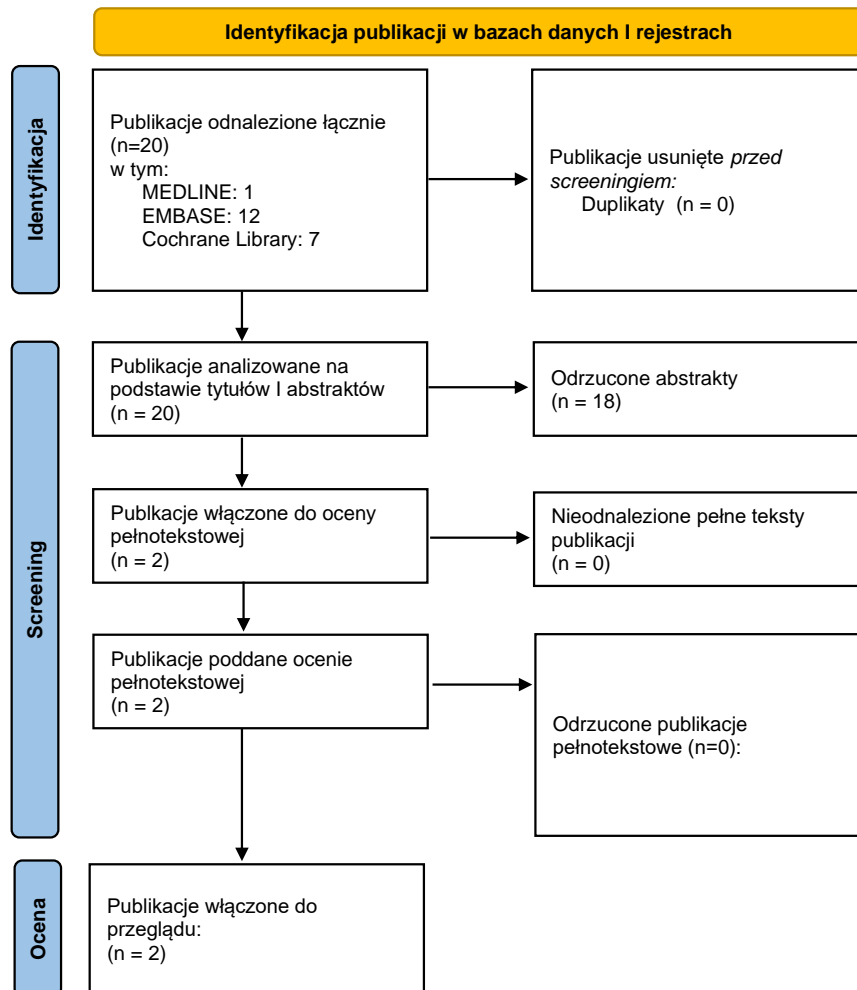 Identyfikacja publikacji w bazach danych I rejestrach
Identyfikacja
Publikacje odnalezione łącznie
(n=20)
w tym:
MEDLINE: 1
EMBASE: 12
Cochrane Library: 7
Publikacje usunięte przed
screeningiem:
Duplikaty (n = 0)
Screening
Publikacje analizowane na
podstawie tytułów I abstraktów
(n = 20)
Odrzucone abstrakty
(n = 18)
Publkacje włączone do oceny
pełnotekstowej
(n = 2)
Nieodnalezione pełne teksty
publikacji
(n = 0)
Publikacje poddane ocenie
pełnotekstowej
(n = 2)
Odrzucone publikacje
pełnotekstowe (n=0):
Ocena
Publikacje włączone do
przeglądu:
(n = 2)